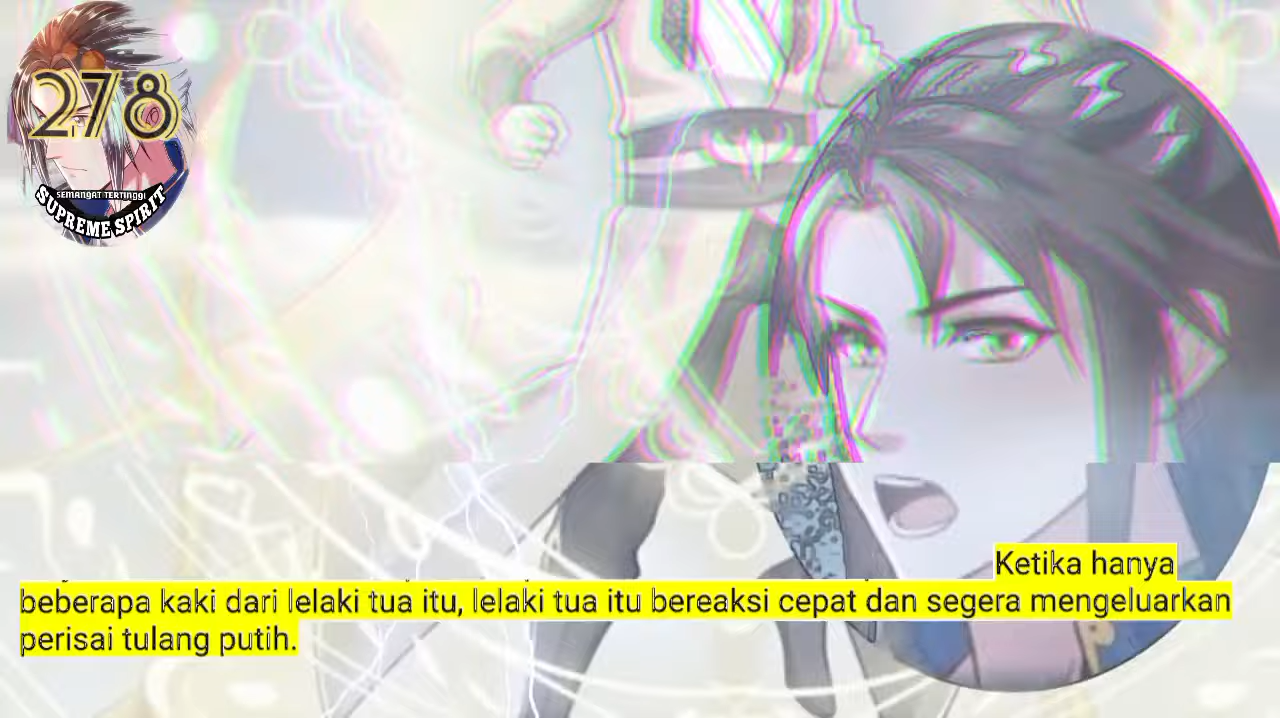 278
SEMANGAT TERTINGGI
SUPREME SPIRIT
Ketika hanya
beberapa kaki dari lelaki tua itu, lelaki tua itu bereaksi cepat dan segera mengeluarkan
perisai tulang putih.